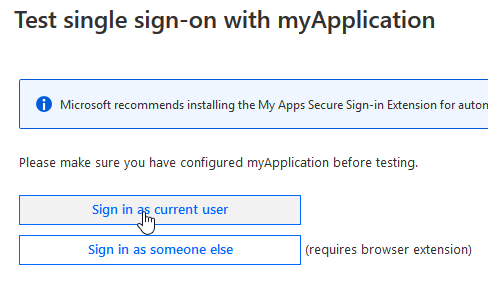 Test single sign-on with myApplication
Microsoft recommends installing the My Apps Secure Sign-in Extension for
Please make sure you have configured myApplication before testing.
Sign in as current user
Sign in as someone else (requires browser extension)